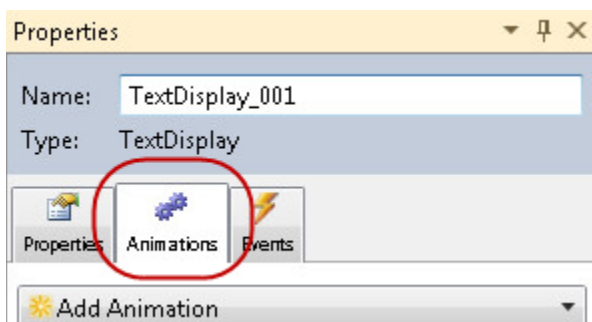 Properties
Name: TextDisplay_001
Type: TextDisplay
Properties Animations Events
Add Animation